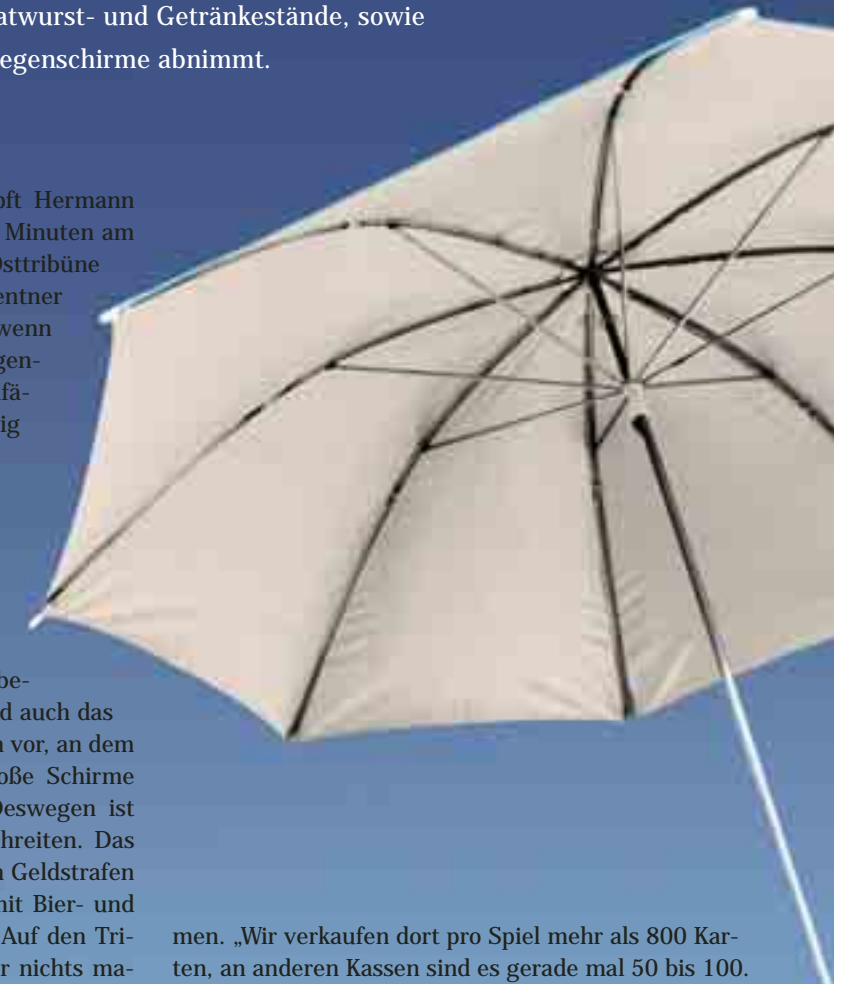 atwurst- und Getränkestände, sowie
egenschirme abnimmt.
Hermann
Minuten am
Osttribüne
entner
wenn
gen-
fä-
ig
be-
d auch das
vor, an dem
oße Schirme
Deswegen ist
hreiten. Das
Geldstrafen
mit Bier- und
Auf den Tri-
r nichts ma-
men. „Wir verkaufen dort pro Spiel mehr als 800 Kar-
ten, an anderen Kassen sind es gerade mal 50 bis 100.